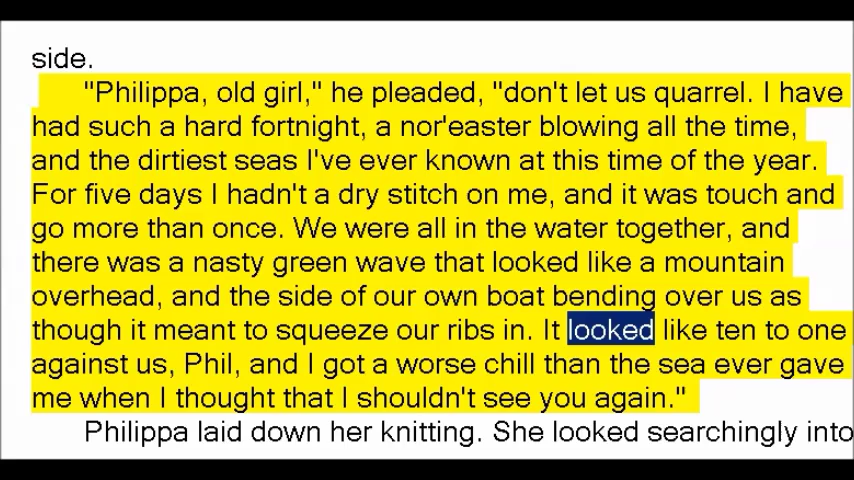 side.
"Philippa, old girl," he pleaded, "don't let us quarrel. I have
had such a hard fortnight, a nor'easter blowing all the time,
and the dirtiest seas I've ever known at this time of the year.
For five days I hadn't a dry stitch on me, and it was touch and
go more than once. We were all in the water together, and
there was a nasty green wave that looked like a mountain
overhead, and the side of our own boat bending over us as
though it meant to squeeze our ribs in. It looked like ten to one
against us, Phil, and I got a worse chill than the sea ever gave
me when I thought that I shouldn't see you again."
Philippa laid down her knitting. She looked searchingly into